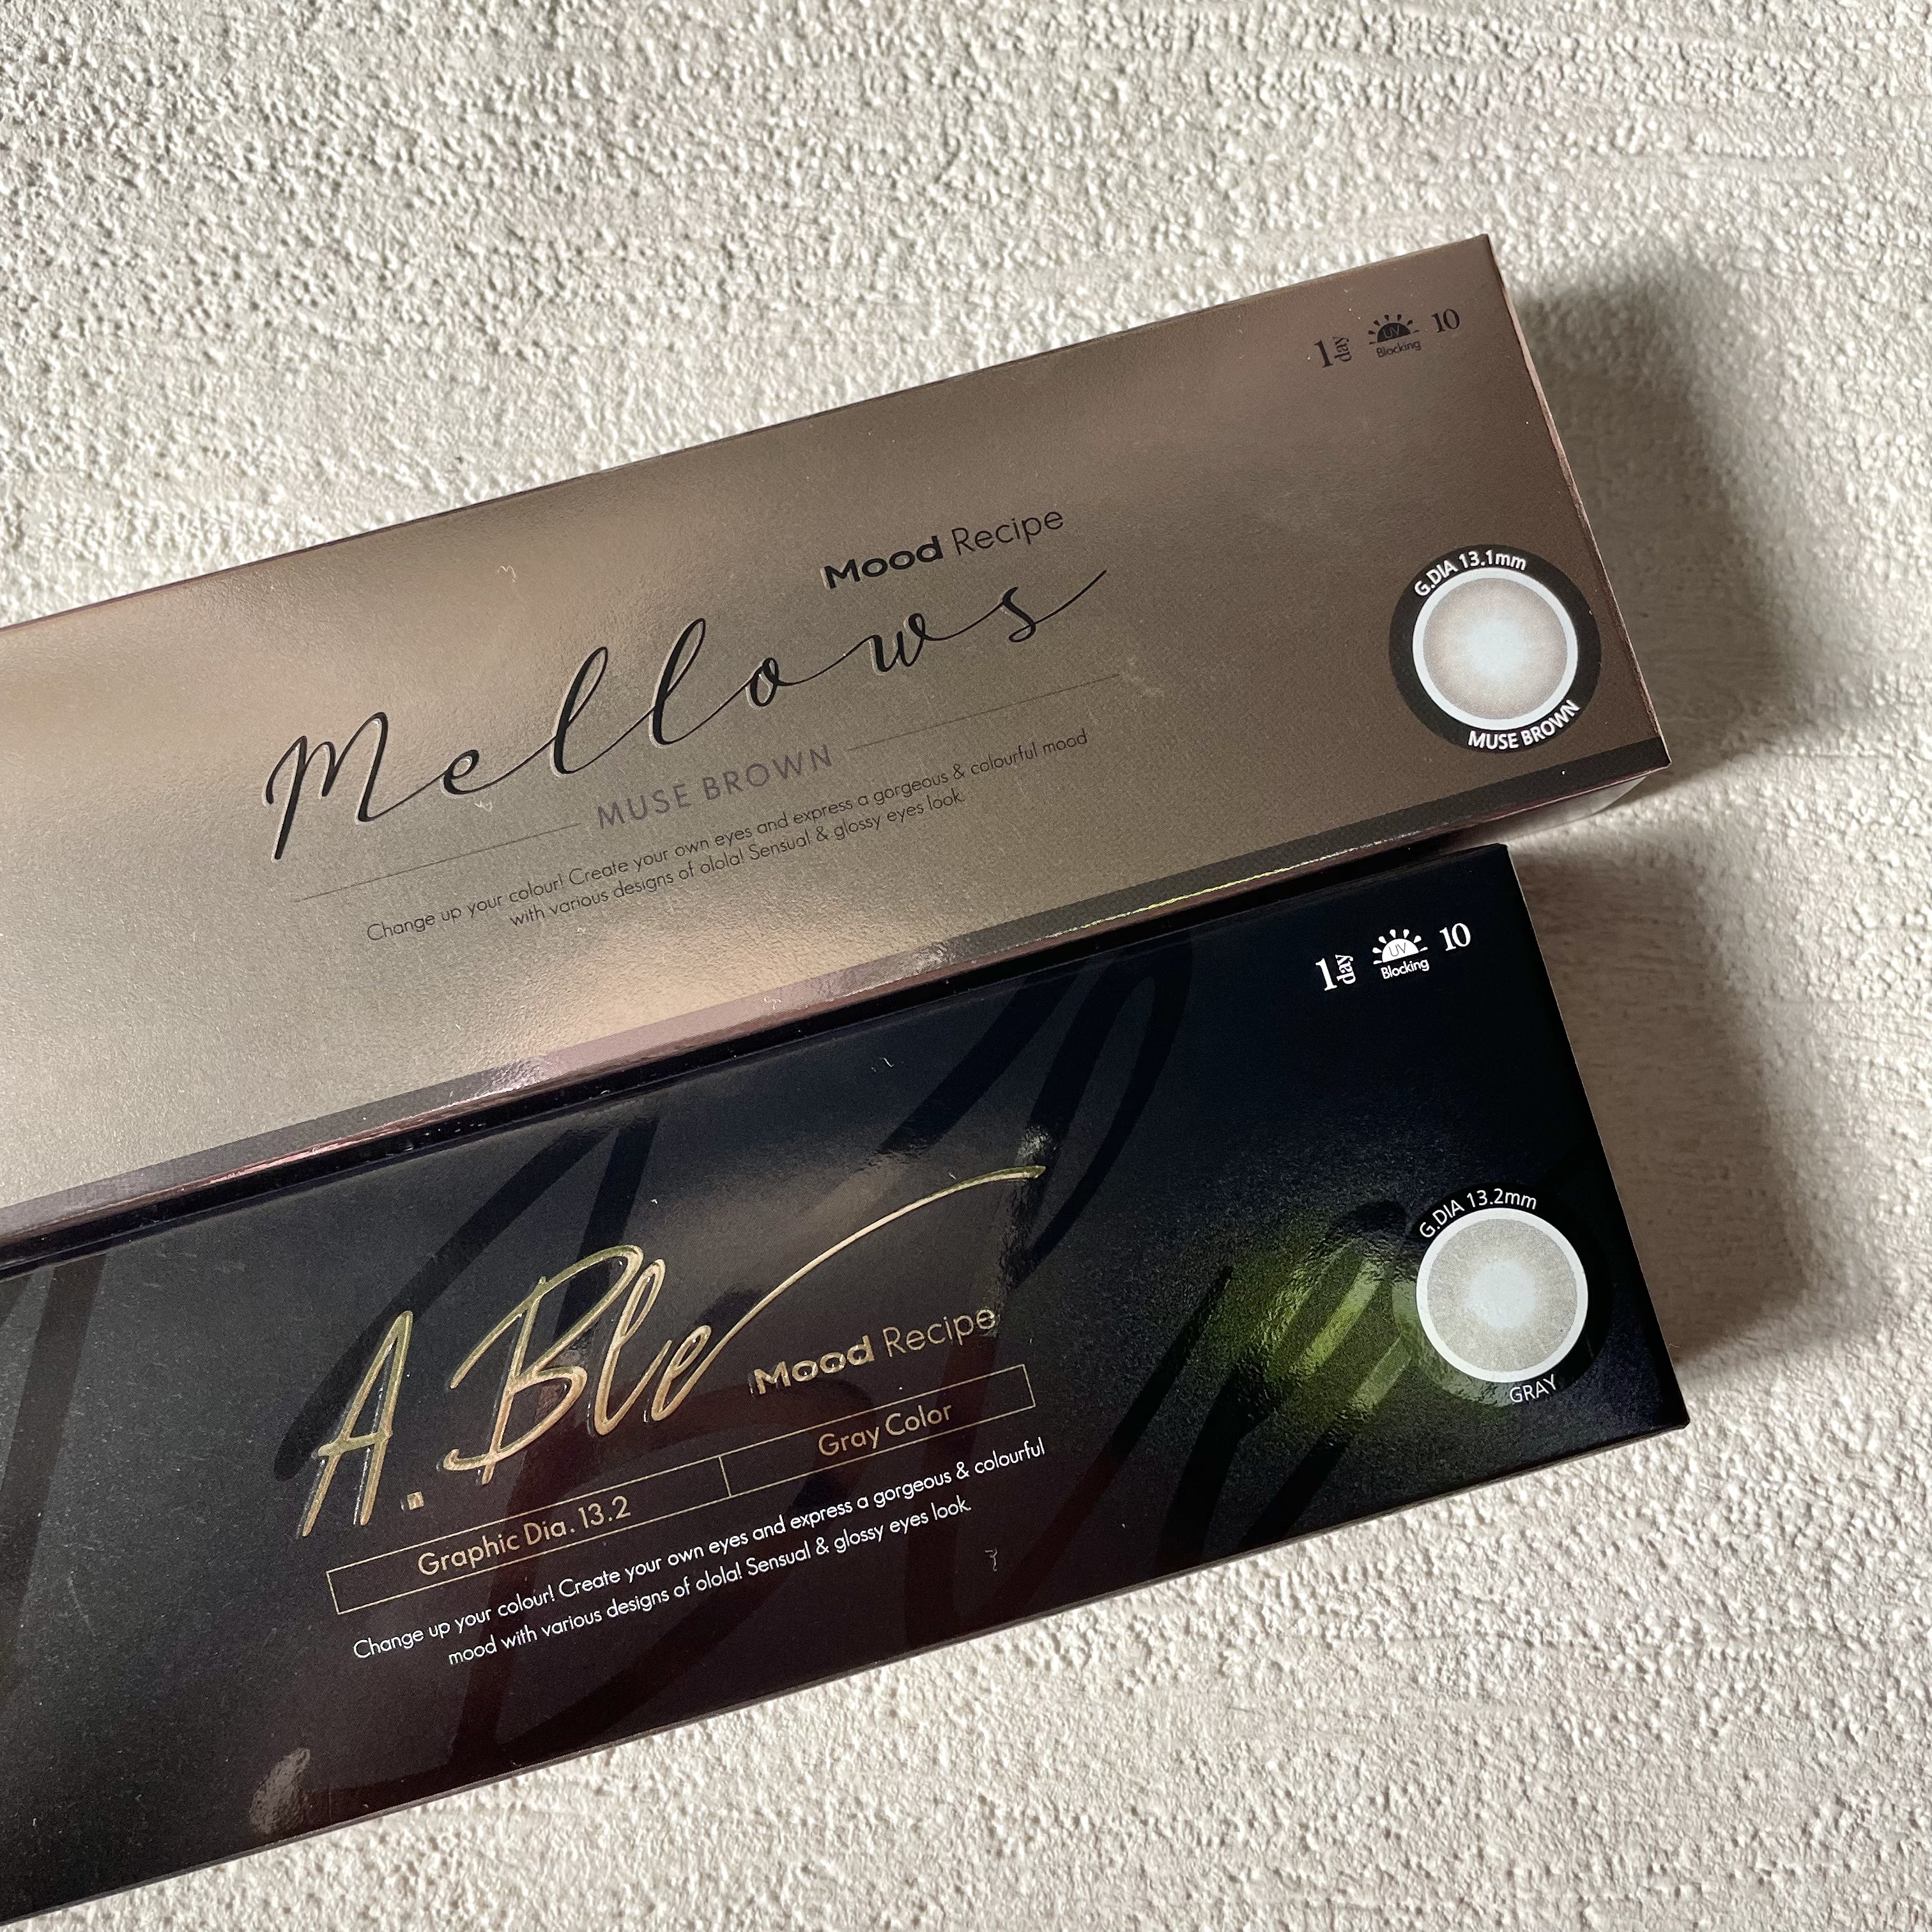 1day UV Blocking 10
Mood Recipe
Mellows
MUSE BROWN
Change up your colour! Create your own eyes and express a gorgeous & colourful mood
with various designs of olola! Sensual & glossy eyes look.
G.DIA 13.1mm
MUSE BROWN
1day UV Blocking 10
A.Ble
Mood Recipe
Graphic Dia. 13.2 Gray Color
Change up your colour! Create your own eyes and express a gorgeous & colourful
mood with various designs of olola! Sensual & glossy eyes look.
G.DIA 13.2mm
GRAY